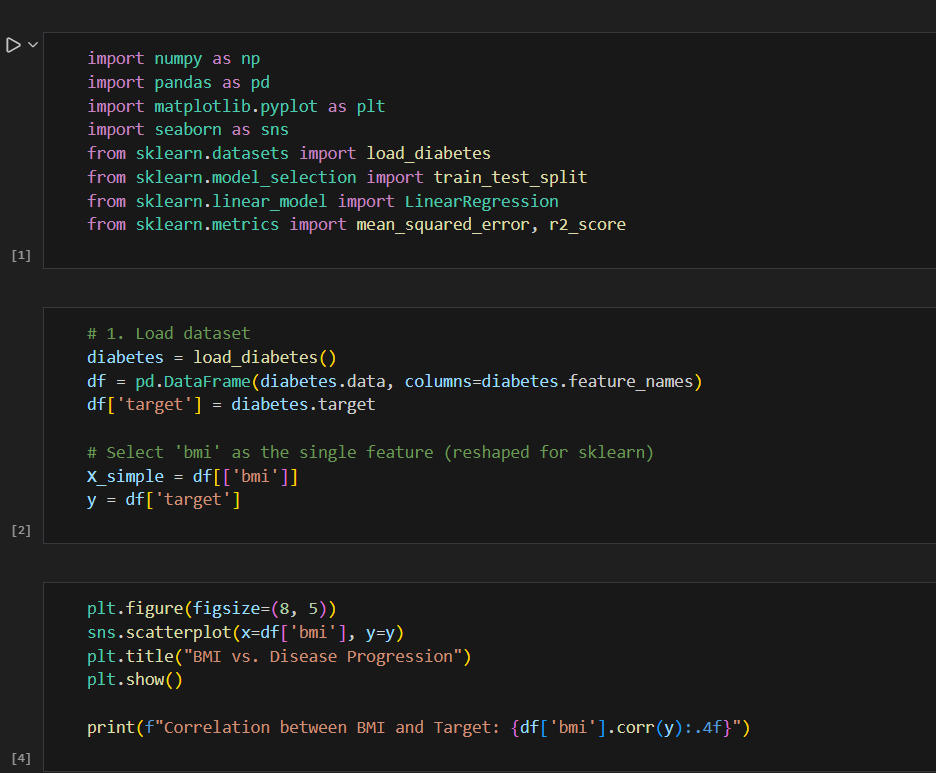 import numpy as np
import pandas as pd
import matplotlib.pyplot as plt
import seaborn as sns
from sklearn.datasets import load_diabetes
from sklearn.model_selection import train_test_split
from sklearn.linear_model import LinearRegression
from sklearn.metrics import mean_squared_error, r2_score
[1]
# 1. Load dataset
diabetes = load_diabetes()
df = pd.DataFrame(diabetes.data, columns=diabetes.feature_names)
df['target'] = diabetes.target
# Select 'bmi' as the single feature (reshaped for sklearn)
X_simple = df[['bmi']]
y = df['target']
[2]
plt.figure(figsize=(8, 5))
sns.scatterplot(x=df['bmi'], y=y)
plt.title("BMI vs. Disease Progression")
plt.show()
print(f"Correlation between BMI and Target: {df['bmi'].corr(y):.4f}")
[4]